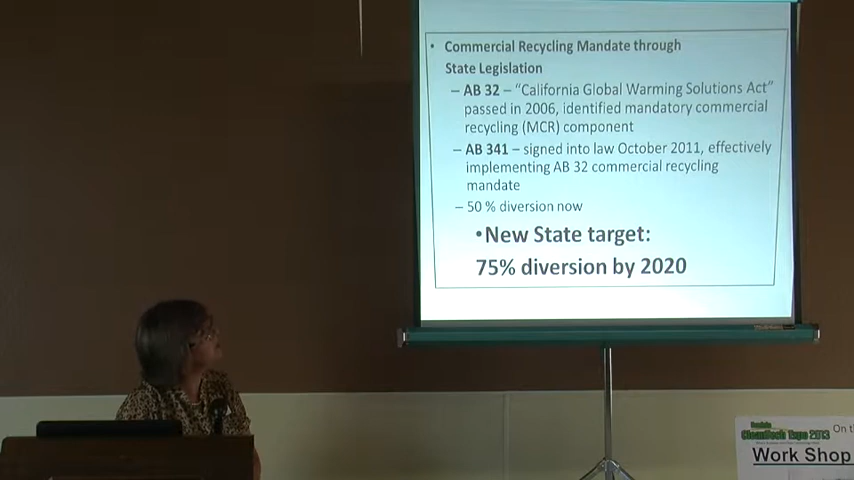 • Commercial Recycling Mandate through
State Legislation
– AB 32 – “California Global Warming Solutions Act”
passed in 2006, identified mandatory commercial
recycling (MCR) component
– AB 341 – signed into law October 2011, effectively
implementing AB 32 commercial recycling
mandate
– 50 % diversion now
•New State target:
75% diversion by 2020
CleanTech Expo 2013
On t
Work Shop